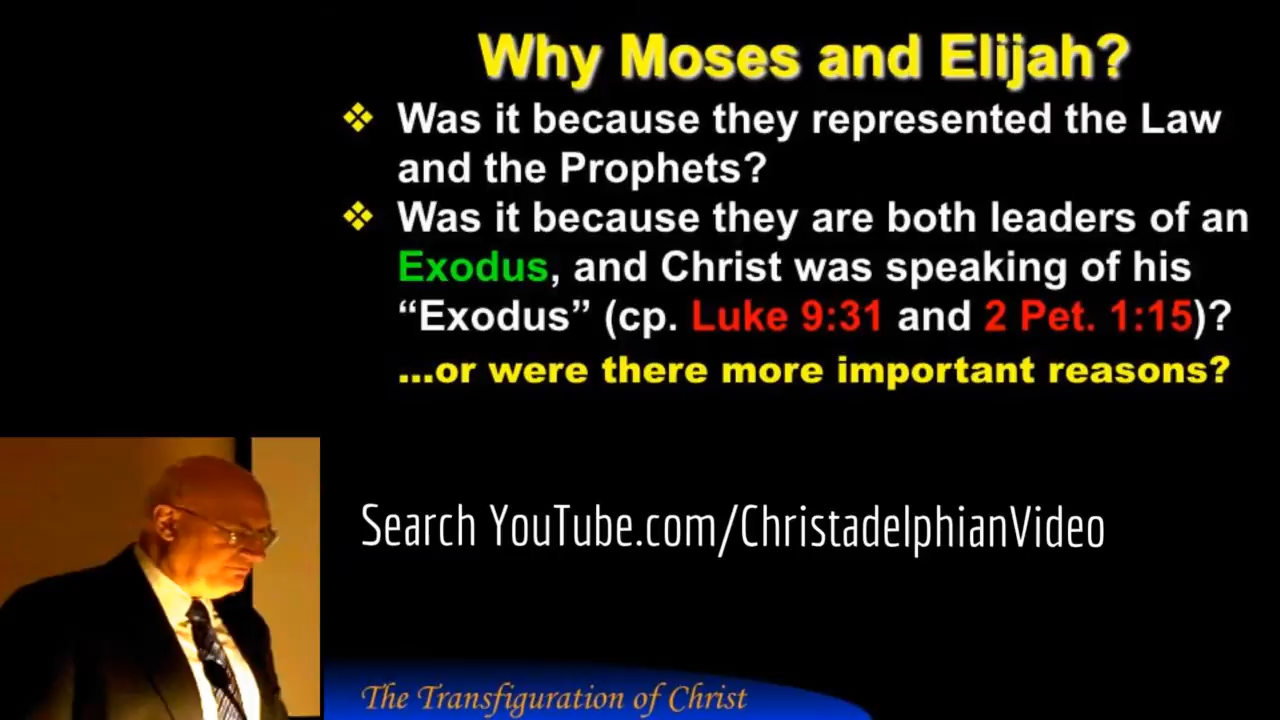 Why Moses and Elijah?
❖ Was it because they represented the Law
and the Prophets?
❖ Was it because they are both leaders of an
Exodus, and Christ was speaking of his
“Exodus” (cp. Luke 9:31 and 2 Pet. 1:15)?
...or were there more important reasons?
Search YouTube.com/ChristadelphianVideo
The Transfiguration of Christ